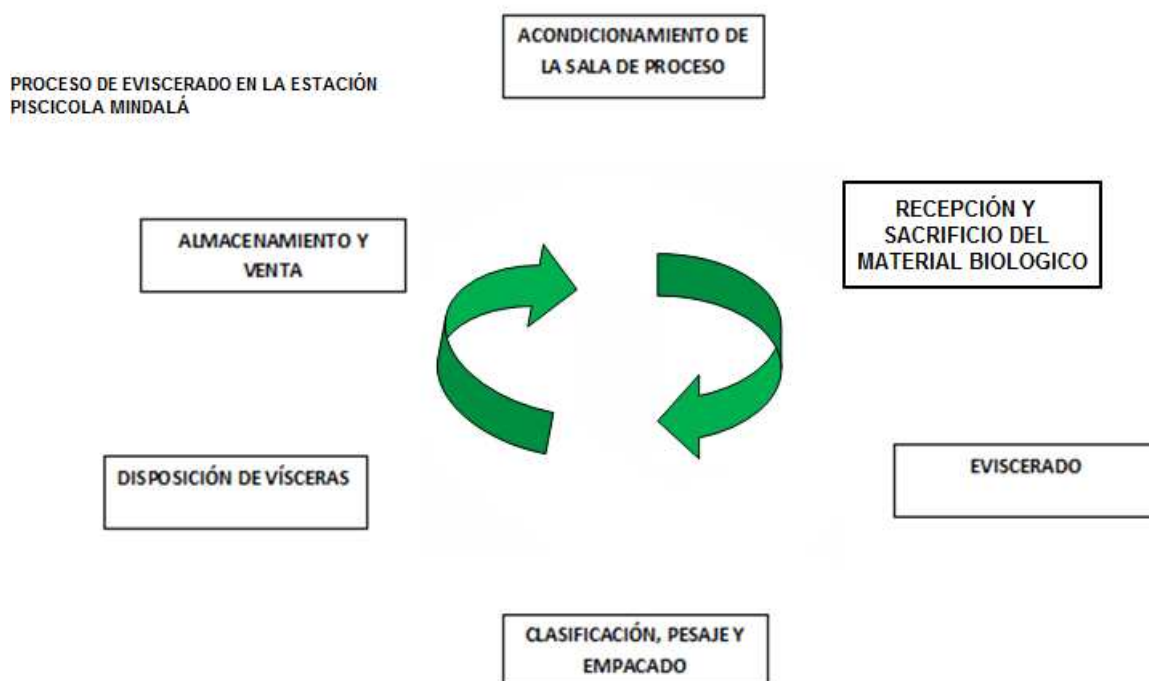 PROCESO DE EVISCERADO EN LA ESTACIÓN
PISCICOLA MINDALÁ
ACONDICIONAMIENTO DE
LA SALA DE PROCESO
RECEPCIÓN Y
SACRIFICIO DEL
MATERIAL BIOLOGICO
EVISCERADO
CLASIFICACIÓN, PESAJE Y
EMPACADO
DISPOSICIÓN DE VÍSCERAS
ALMACENAMIENTO Y
VENTA